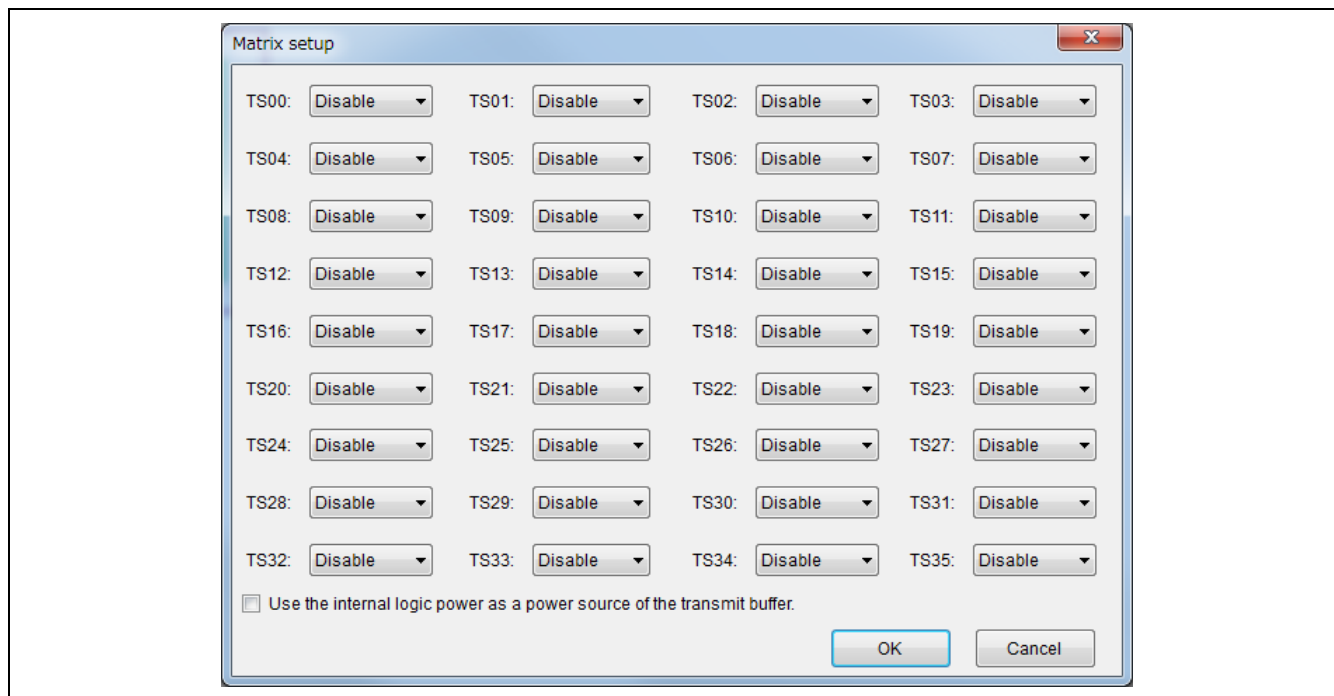 Matrix setup
TS00: Disable TS01: Disable TS02: Disable TS03: Disable
TS04: Disable TS05: Disable TS06: Disable TS07: Disable
TS08: Disable TS09: Disable TS10: Disable TS11: Disable
TS12: Disable TS13: Disable TS14: Disable TS15: Disable
TS16: Disable TS17: Disable TS18: Disable TS19: Disable
TS20: Disable TS21: Disable TS22: Disable TS23: Disable
TS24: Disable TS25: Disable TS26: Disable TS27: Disable
TS28: Disable TS29: Disable TS30: Disable TS31: Disable
TS32: Disable TS33: Disable TS34: Disable TS35: Disable
Use the internal logic power as a power source of the transmit buffer.
OK Cancel